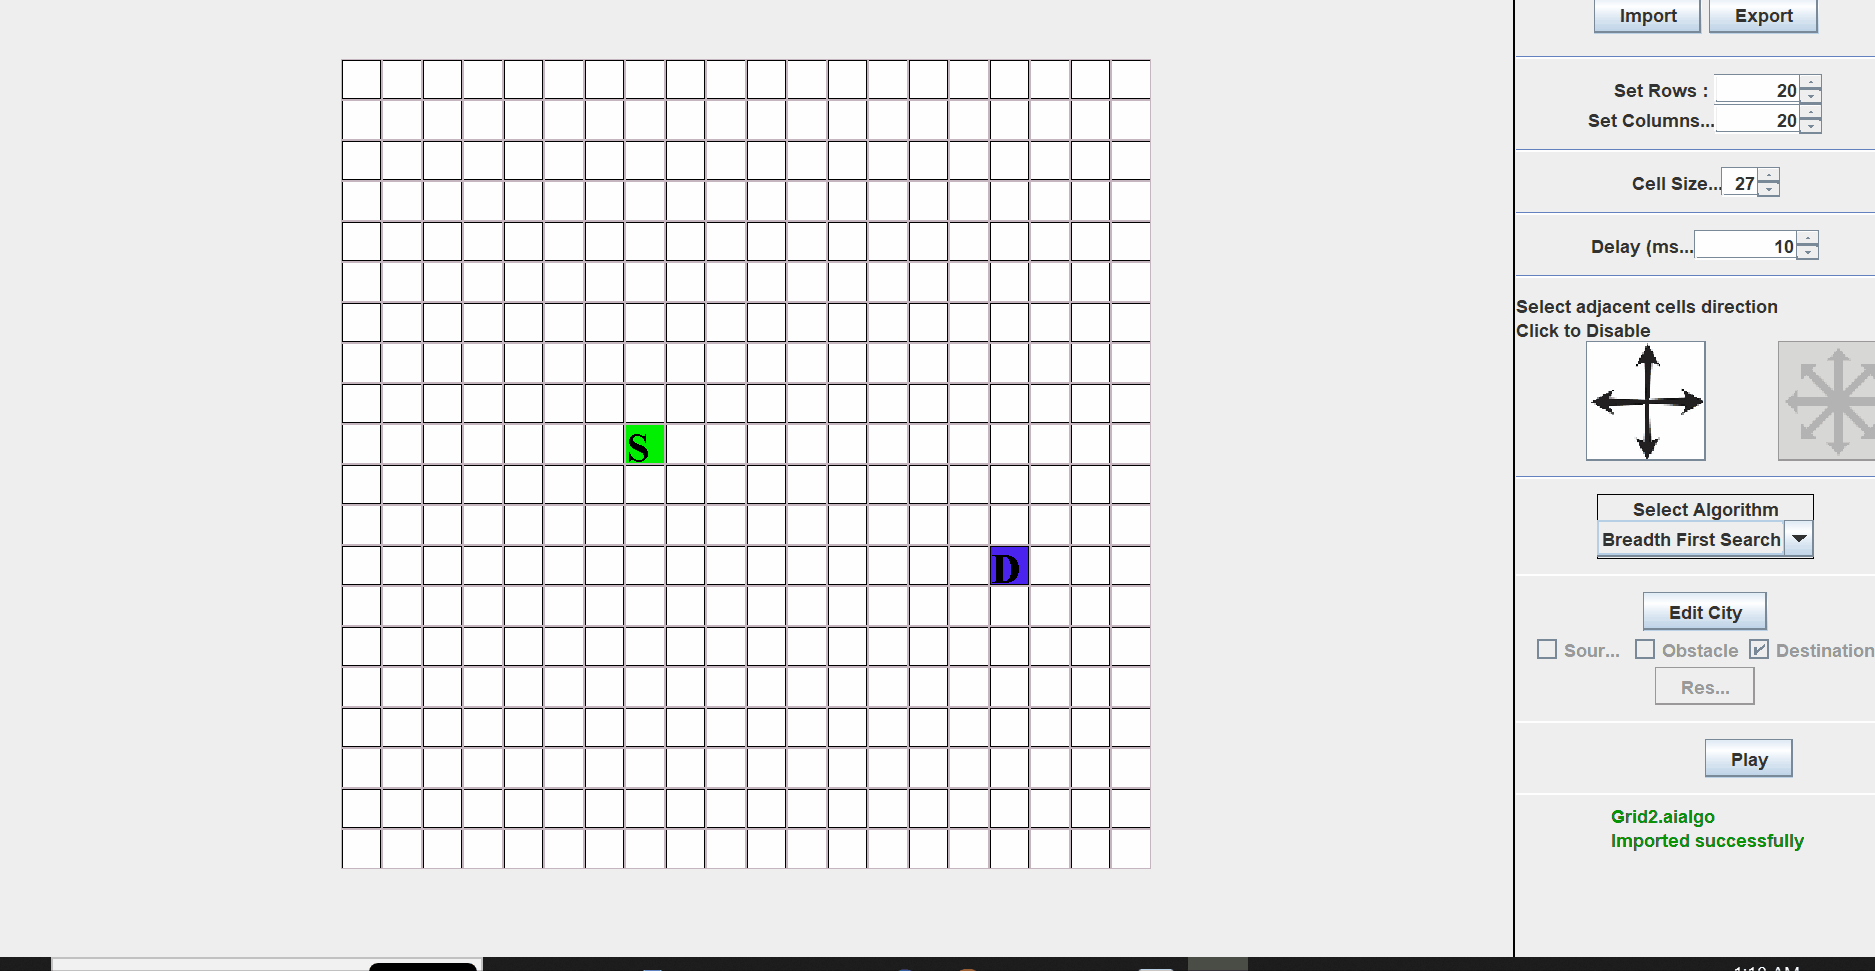 Import Export
Set Rows : 20
Set Columns... 20
Cell Size... 27
Delay (ms... 10
Select adjacent cells direction
Click to Disable
S
Select Algorithm
Breadth First Search
D
Edit City
Sour... Obstacle Destination
Res...
Play
Grid2.aialgo
Imported successfully